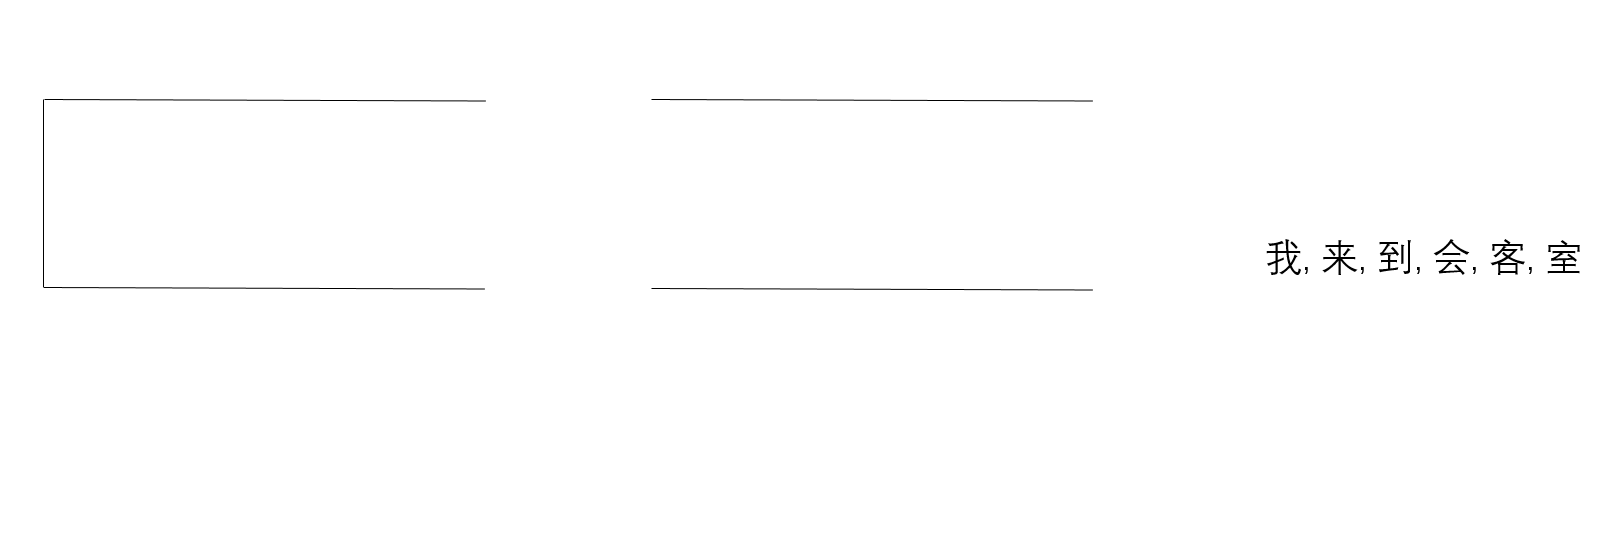 我, 来, 到, 会, 客, 室